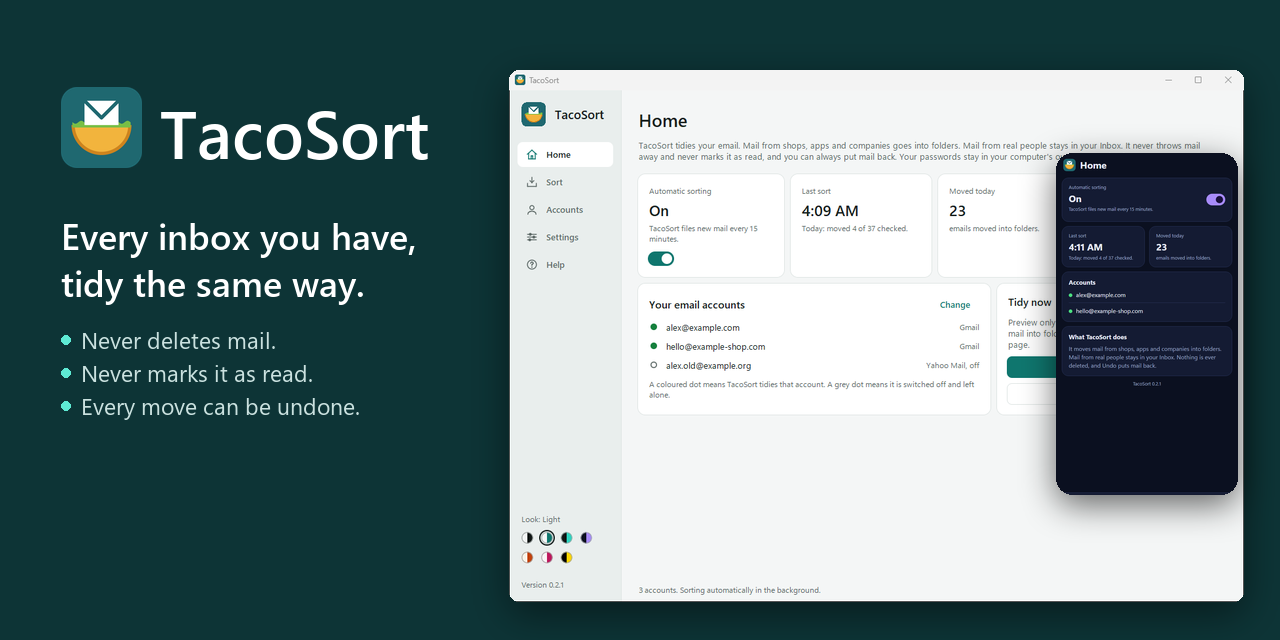 TacoSort
Every inbox you have,
tidy the same way.
Never deletes mail.
Never marks it as read.
Every move can be undone.
TacoSort
TacoSort
Home
Sort
Accounts
Settings
Help
Look: Light
Version 0.2.1
Home
TacoSort tidies your email. Mail from shops, apps and companies goes into folders. Mail from real people stays in your Inbox. It never throws mail
away and never marks it as read, and you can always put mail back. Your passwords stay in your computer's
Automatic sorting
On
TacoSort files new mail every 15
minutes.
Last sort
4:09 AM
Today: moved 4 of 37 checked.
Moved today
23
emails moved into folders.
Your email accounts
Change
alex@example.com
Gmail
hello@example-shop.com
Gmail
alex.old@example.org
Yahoo Mail, off
A coloured dot means TacoSort tidies that account. A grey dot means it is switched off and left
alone.
Tidy now
Preview only
mail into
page.
3 accounts. Sorting automatically in the background.
Home
Automatic sorting
On
TacoSort files new mail every 15 minutes.
Last sort
4:11 AM
Today: moved 4 of 37 checked.
Moved today
23
emails moved into folders.
Accounts
alex@example.com
hello@example-shop.com
What TacoSort does
It moves mail from shops, apps and companies into folders.
Mail from real people stays in your Inbox. Nothing is ever
deleted, and Undo puts mail back.
TacoSort 0.2.1